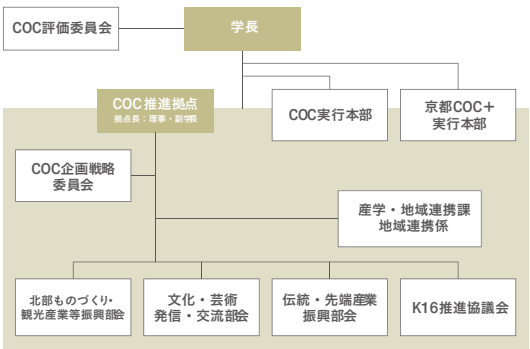 COC評価委員会
学長
COC推進拠点
拠点長：理事・副学長
COC実行本部
京都COC＋
実行本部
COC企画戦略
委員会
産学・地域連携課
地域連携係
北部ものづくり・
観光産業等振興部会
文化・芸術
発信・交流部会
伝統・先端産業
振興部会
K16推進協議会